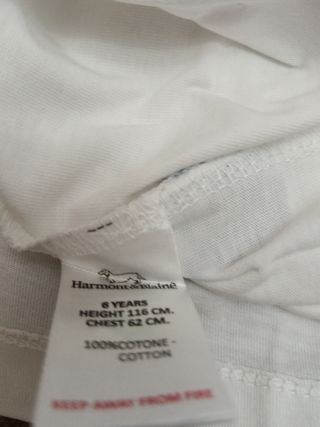 Harmont&Blaine
6 YEARS
HEIGHT 116 CM.
CHEST 62 CM.
100%COTONE -
COTTON
KEEP AWAY FROM FIRE